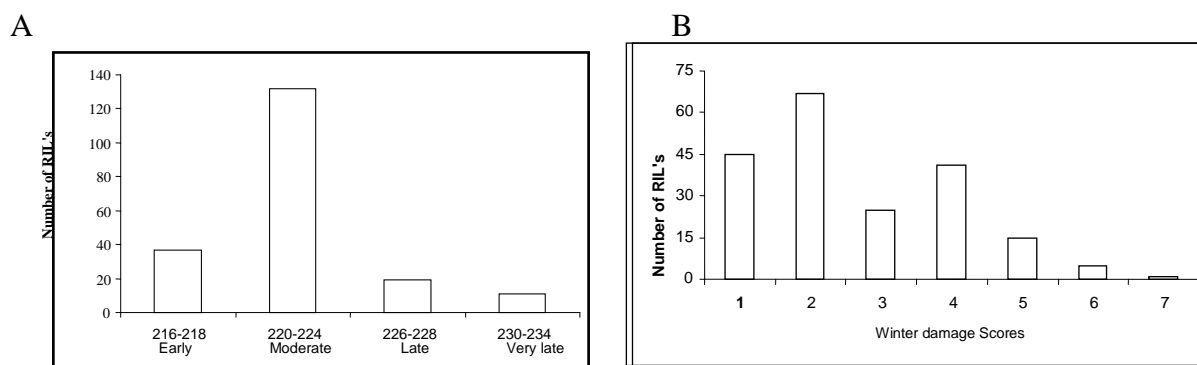 A
B
Number of RIL's
140
120
100
80
60
40
20
0
216-218
220-224
226-228
230-234
Early
Moderate
Late
Very late
Number of RIL's
75
60
45
30
15
0
1
2
3
4
5
6
7
Winter damage Scores